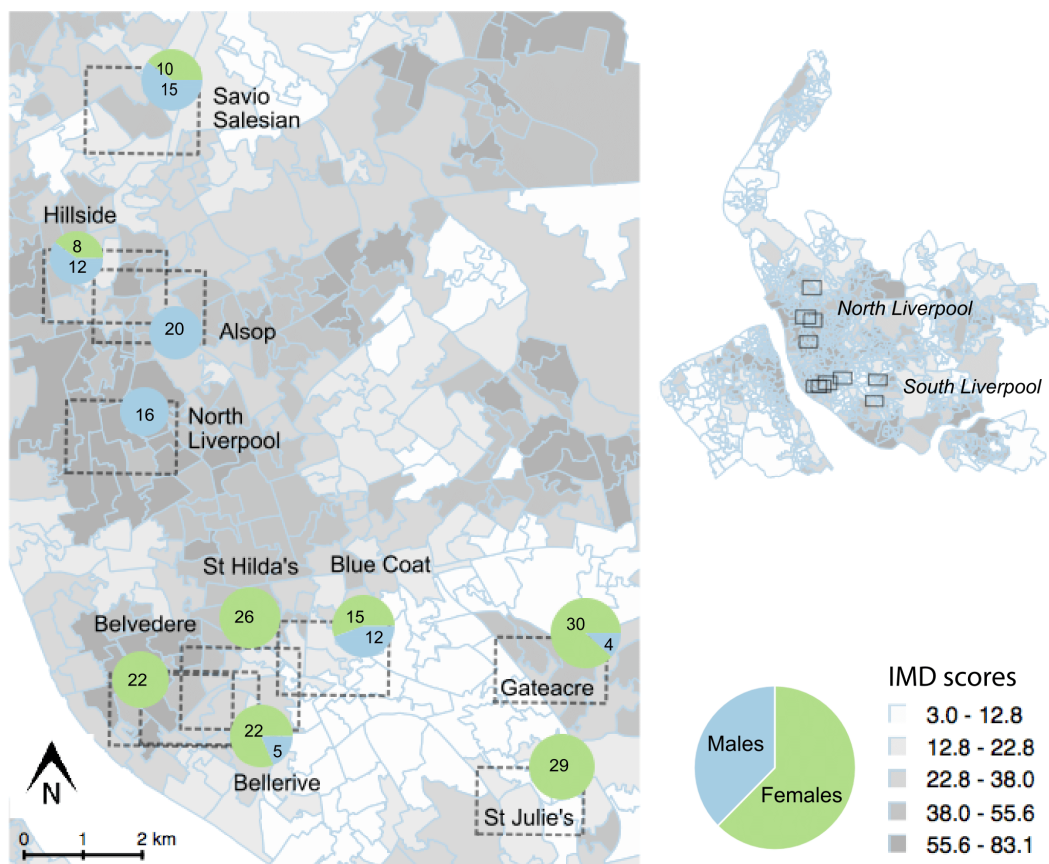 10
15
Savio
Salesian
Hillside
8
12
20
Alsop
16
North
Liverpool
St Hilda's
Blue Coat
26
15
12
30
4
Belvedere
22
Gateacre
22
5
Bellerive
29
St Julie's
N
0 1 2 km
North Liverpool
South Liverpool
Males
Females
IMD scores
3.0 - 12.8
12.8 - 22.8
22.8 - 38.0
38.0 - 55.6
55.6 - 83.1